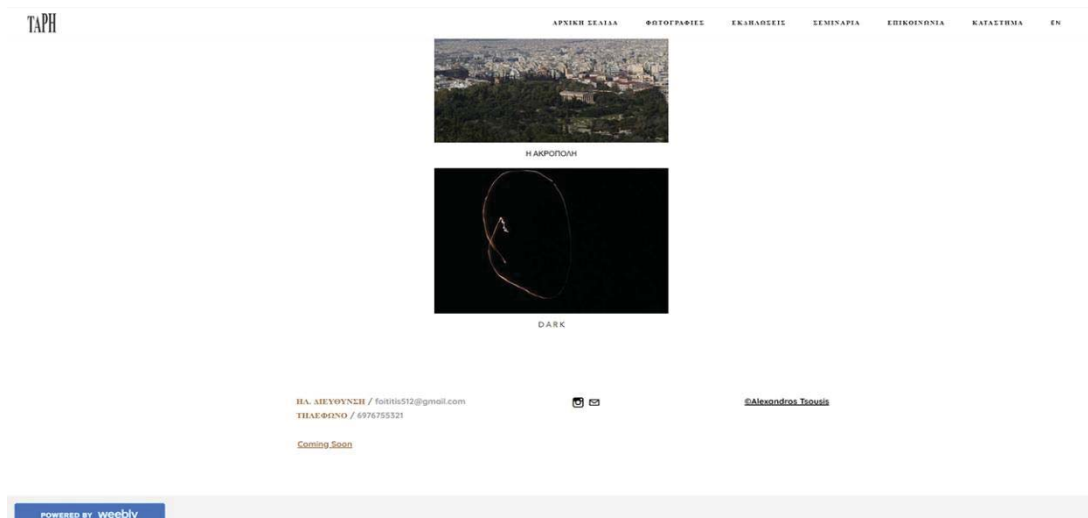 ΤΑΡΗ
ΑΡΧΙΚΗ ΣΕΛΙΔΑ ΦΩΤΟΓΡΑΦΙΕΣ ΕΚΔΗΛΩΣΕΙΣ ΣΕΜΙΝΑΡΙΑ ΕΠΙΚΟΙΝΩΝΙΑ ΚΑΤΑΣΤΗΜΑ EN
Η ΑΚΡΟΠΟΛΗ
DARK
ΗΛ. ΔΙΕΥΘΥΝΣΗ / foititis512@gmail.com
ΤΗΛΕΦΩΝΟ / 6976755321
©Alexandros Tsousis
Coming Soon
POWERED BY weebly